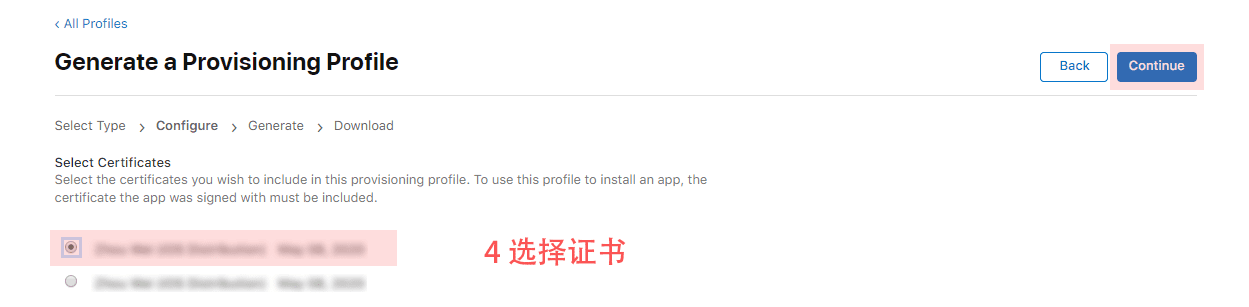 ‹ All Profiles
Generate a Provisioning Profile
Back
Continue
Select Type › Configure › Generate › Download
Select Certificates
Select the certificates you wish to include in this provisioning profile. To use this profile to install an app, the
certificate the app was signed with must be included.
4 选择证书